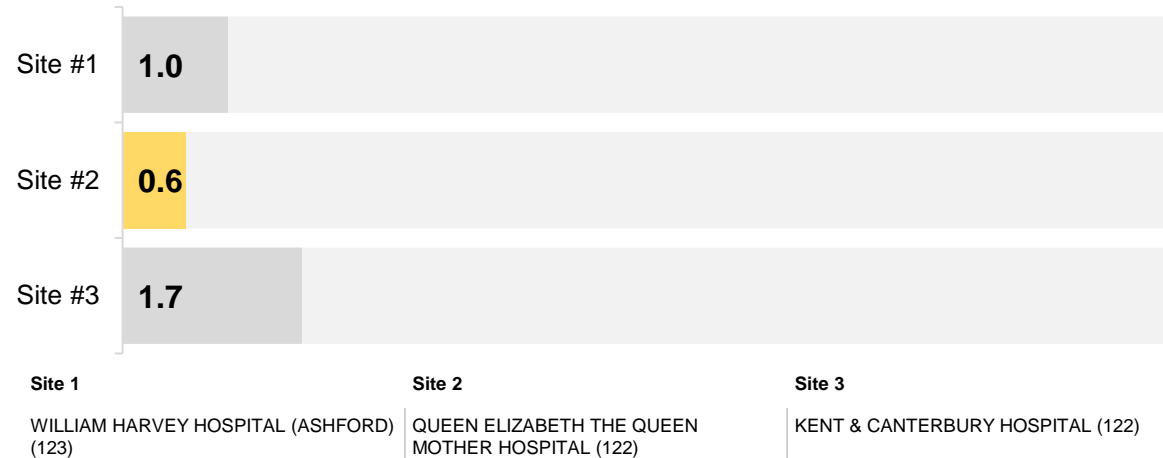 Site #1 1.0
Site #2 0.6
Site #3 1.7
Site 1 Site 2 Site 3
WILLIAM HARVEY HOSPITAL (ASHFORD)
(123)
QUEEN ELIZABETH THE QUEEN
MOTHER HOSPITAL (122)
KENT & CANTERBURY HOSPITAL (122)